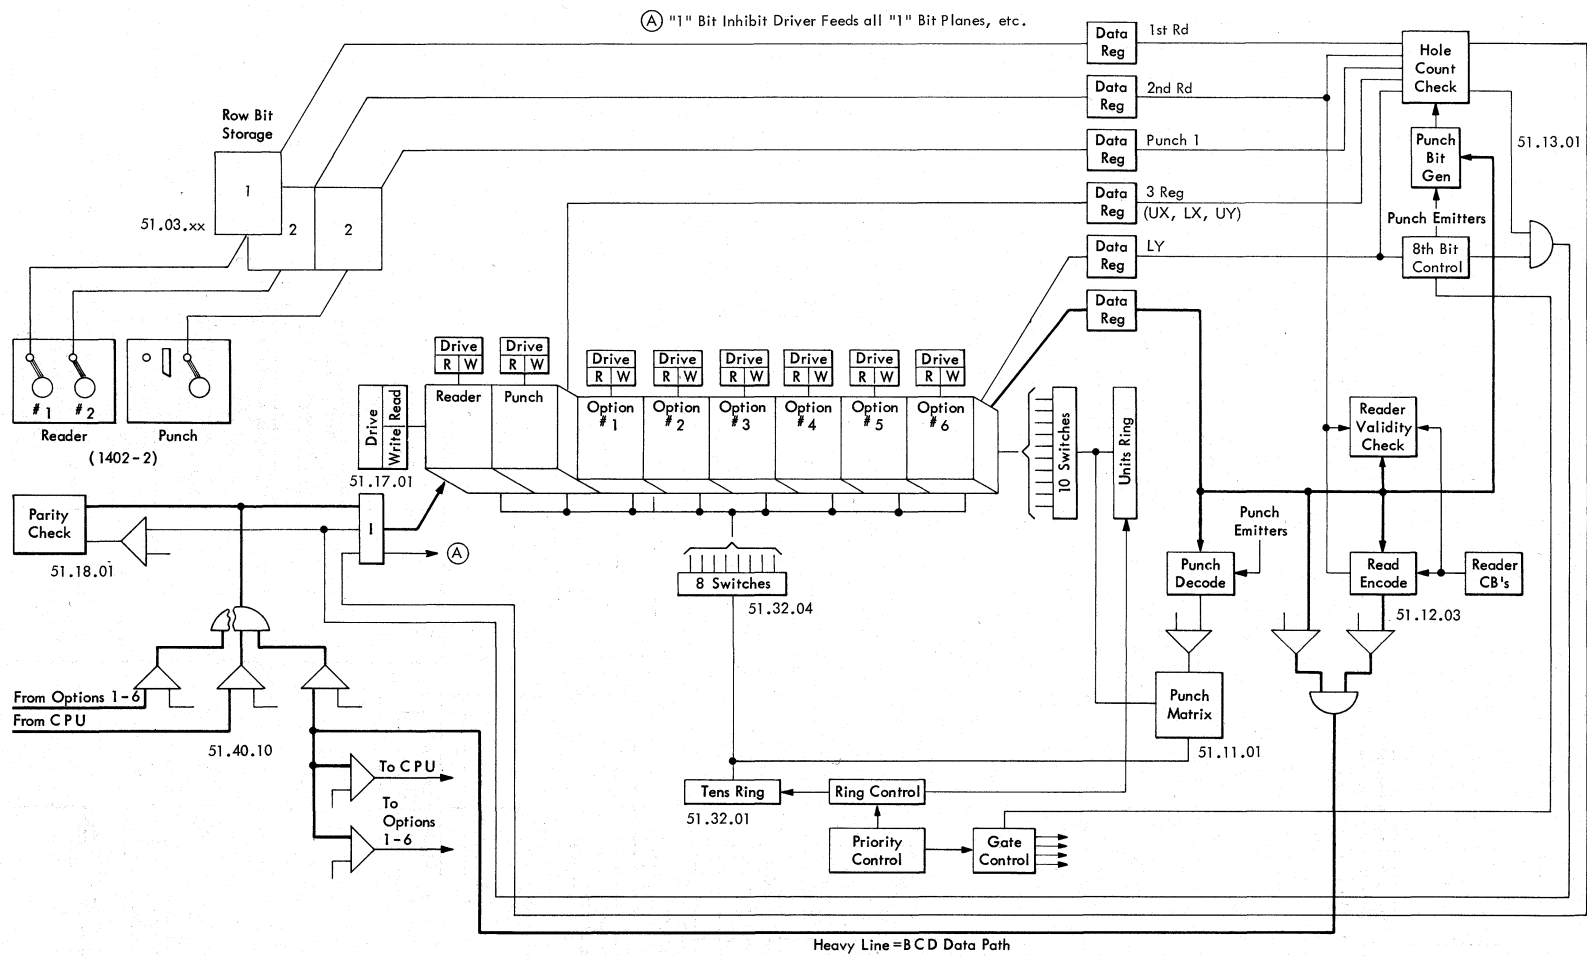 Ⓐ "1" Bit Inhibit Driver Feeds all "1" Bit Planes, etc.
Data
Reg
1st Rd
Hole
Count
Check
Data
Reg
2nd Rd
Row Bit
Storage
Data
Reg
Punch 1
Punch
Bit
Gen
51.13.01
1
2
2
51.03.xx
Data
Reg
3 Reg
(UX, LX, UY)
Punch Emitters
Data
Reg
LY
8th Bit
Control
Data
Reg
#1
#2
Reader
Punch
(1402-2)
Drive
R W
Drive
R W
Drive
R W
Drive
R W
Drive
R W
Drive
R W
Drive
R W
Drive
R W
Drive
Write Read
51.17.01
Reader
Punch
Option
#1
Option
#2
Option
#3
Option
#4
Option
#5
Option
#6
10 Switches
Units Ring
Reader
Validity
Check
Parity
Check
51.18.01
I
A
8 Switches
51.32.04
Punch
Emitters
Punch
Decode
Read
Encode
Reader
CB's
51.12.03
From Options 1-6
From CPU
51.40.10
To CPU
To
Options
1-6
Punch
Matrix
51.11.01
Tens Ring
51.32.01
Ring Control
Priority
Control
Gate
Control
Heavy Line=BCD Data Path